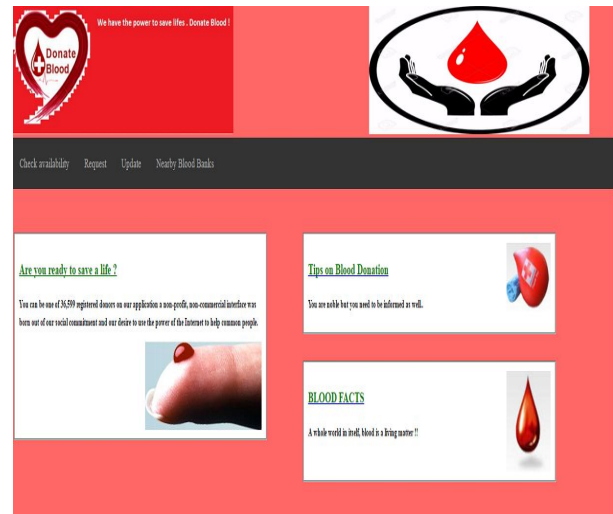 We have the power to save lifes . Donate Blood !
Donate
Blood
Check availability Request Update Nearby Blood Banks
Are you ready to save a life ?
You can be one of 36,599 registered donors on our application a non-profit, non-commercial interface was
born out of our social commitment and our desire to use the power of the Internet to help common people.
Tips on Blood Donation
You are noble but you need to be informed as well.
BLOOD FACTS
A whole world in itself, blood is a living matter !!